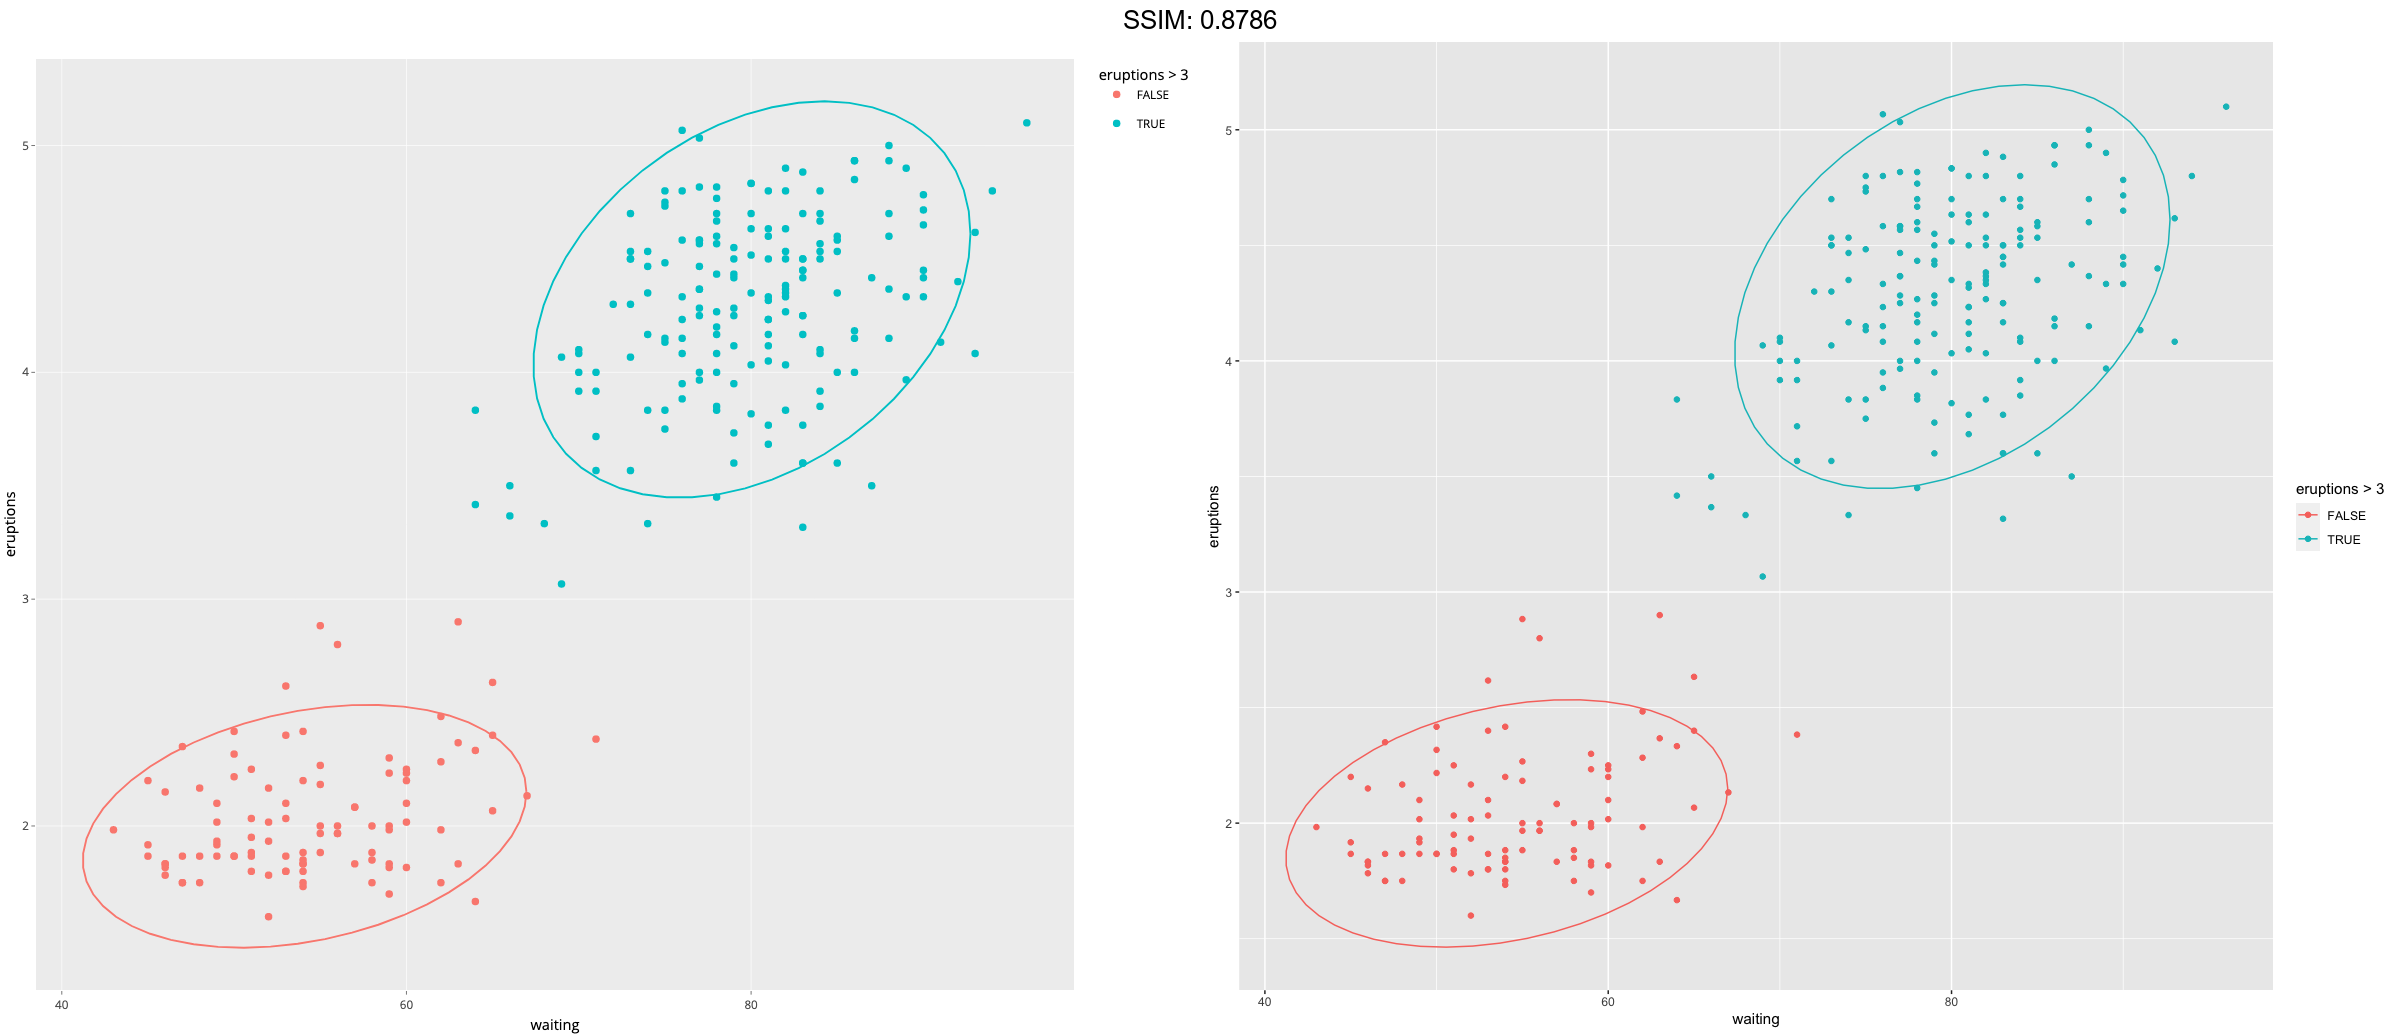 SSIM: 0.8786
eruptions > 3
FALSE
TRUE
5
4
3
2
eruptions
40
60
80
waiting
5
4
3
2
eruptions
40
60
80
waiting
eruptions > 3
FALSE
TRUE